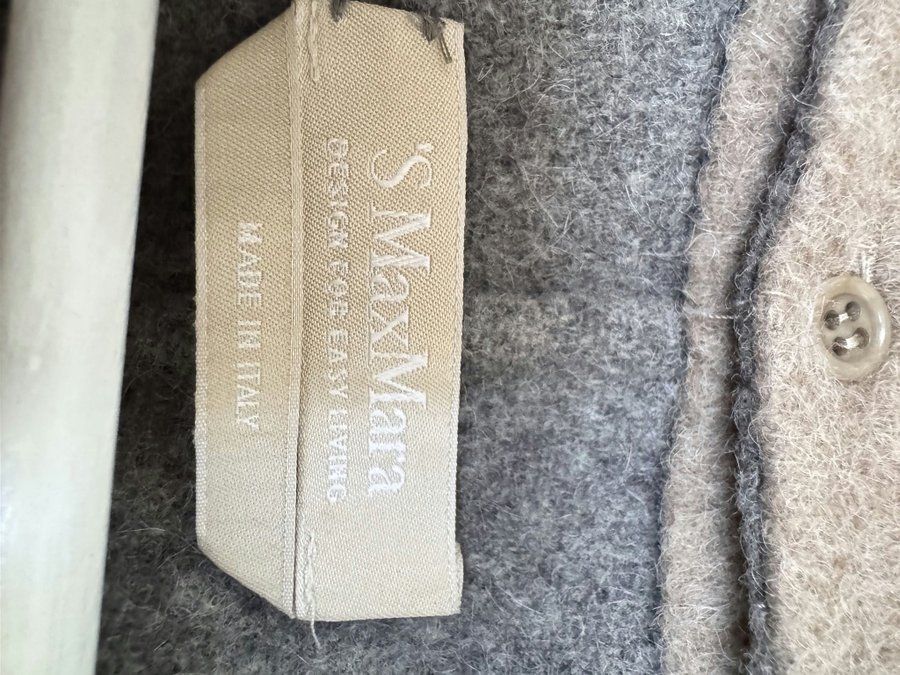 'S MaxMara
DESIGN FOR EASY LIVING
MADE IN ITALY